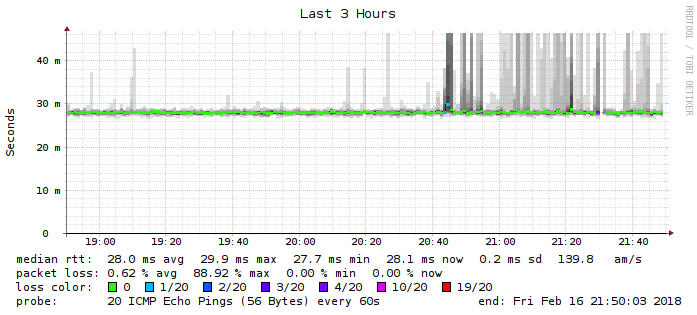 Last 3 Hours
RRDTOOL / TOBI OETIKER
Seconds
40 m
30 m
20 m
10 m
0
19:00 19:20 19:40 20:00 20:20 20:40 21:00 21:20 21:40
median rtt: 28.0 ms avg 29.9 ms max 27.7 ms min 28.1 ms now 0.2 ms sd 139.8 am/s
packet loss: 0.62 % avg 88.92 % max 0.00 % min 0.00 % now
loss color: 0 1/20 2/20 3/20 4/20 10/20 19/20
probe: 20 ICMP Echo Pings (56 Bytes) every 60s end: Fri Feb 16 21:50:03 2018